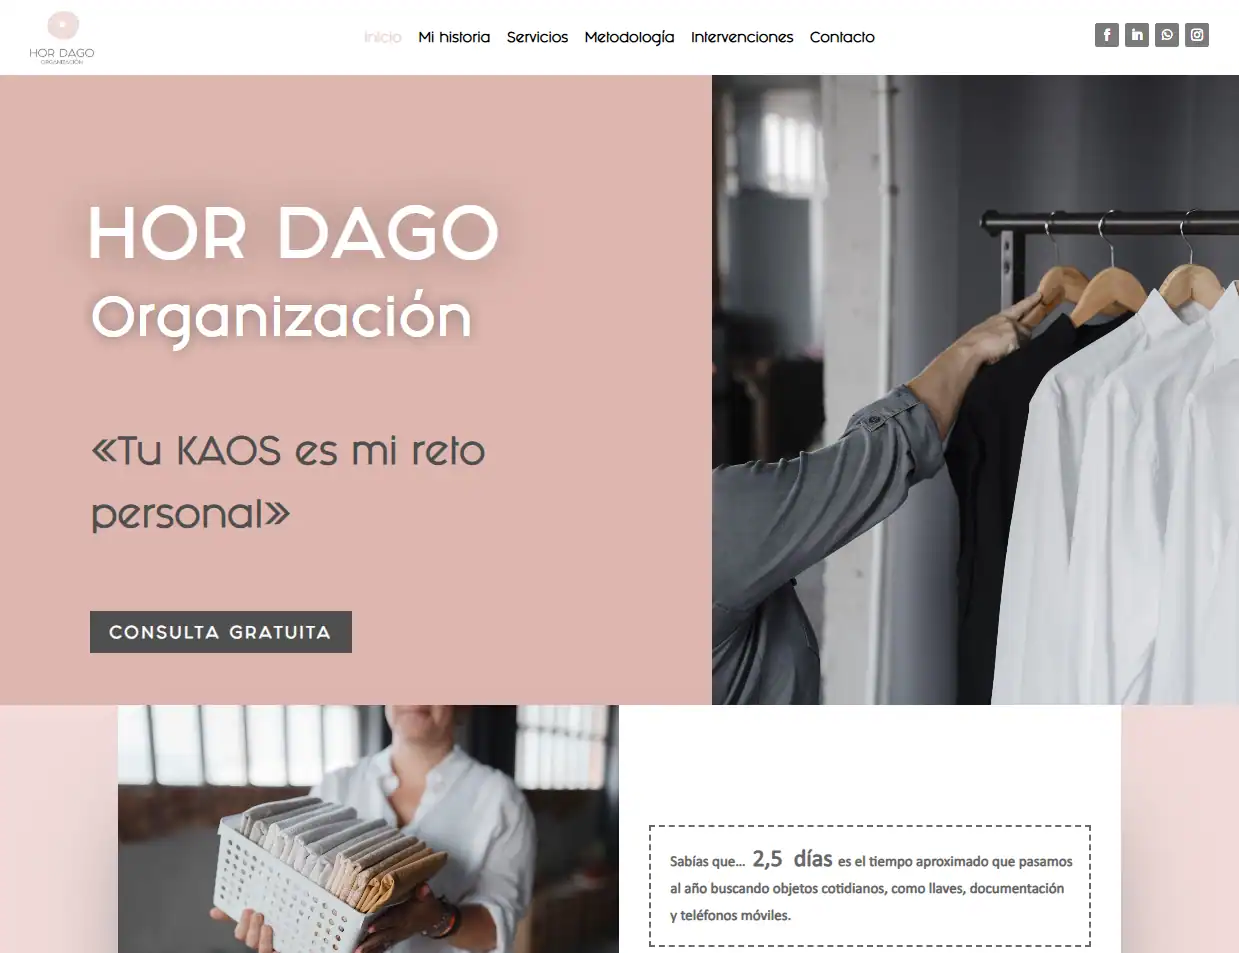 HOR DAGO
ORGANIZACIÓN
Inicio
Mi historia
Servicios
Metodología
Intervenciones
Contacto
HOR DAGO
Organización
«Tu KAOS es mi reto
personal»
CONSULTA GRATUITA
Sabías que... 2,5 días es el tiempo aproximado que pasamos
al año buscando objetos cotidianos, como llaves, documentación
y teléfonos móviles.